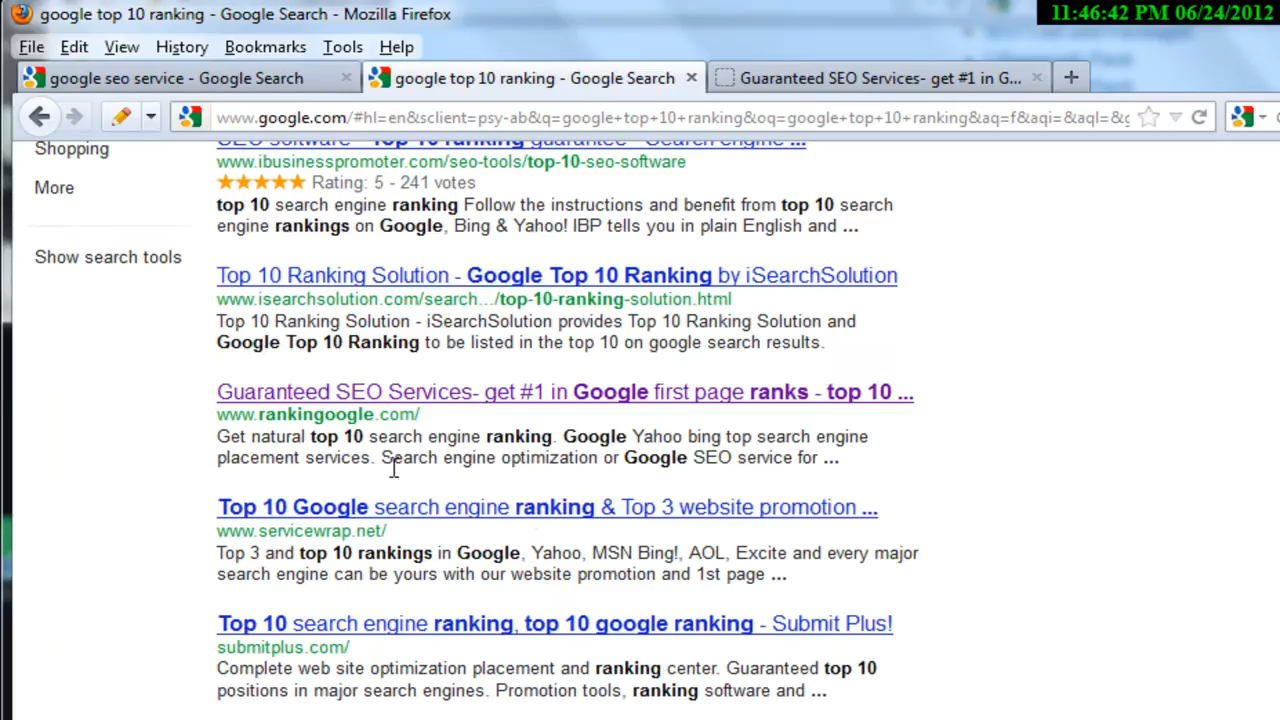 google top 10 ranking - Google Search - Mozilla Firefox
11:46:42 PM 06/24/2012
File Edit View History Bookmarks Tools Help
google seo service - Google Search
google top 10 ranking - Google Search
Guaranteed SEO Services- get #1 in G...
www.google.com/#hl=en&sclient=psy-ab&q=google+top+10+ranking&oq=google+top+10+ranking&aq=f&aqi=&aql=&g
Shopping
More
Show search tools
SEO software - Top 10 ranking guarantee - Search engine ...
www.ibusinesspromoter.com/seo-tools/top-10-seo-software
Rating: 5 - 241 votes
top 10 search engine ranking Follow the instructions and benefit from top 10 search
engine rankings on Google, Bing & Yahoo! IBP tells you in plain English and ...
Top 10 Ranking Solution - Google Top 10 Ranking by iSearchSolution
www.isearchsolution.com/search.../top-10-ranking-solution.html
Top 10 Ranking Solution - iSearchSolution provides Top 10 Ranking Solution and
Google Top 10 Ranking to be listed in the top 10 on google search results.
Guaranteed SEO Services- get #1 in Google first page ranks - top 10 ...
www.rankingoogle.com/
Get natural top 10 search engine ranking. Google Yahoo bing top search engine
placement services. Search engine optimization or Google SEO service for ...
Top 10 Google search engine ranking & Top 3 website promotion ...
www.servicewrap.net/
Top 3 and top 10 rankings in Google, Yahoo, MSN Bing!, AOL, Excite and every major
search engine can be yours with our website promotion and 1st page ...
Top 10 search engine ranking, top 10 google ranking - Submit Plus!
submitplus.com/
Complete web site optimization placement and ranking center. Guaranteed top 10
positions in major search engines. Promotion tools, ranking software and ...